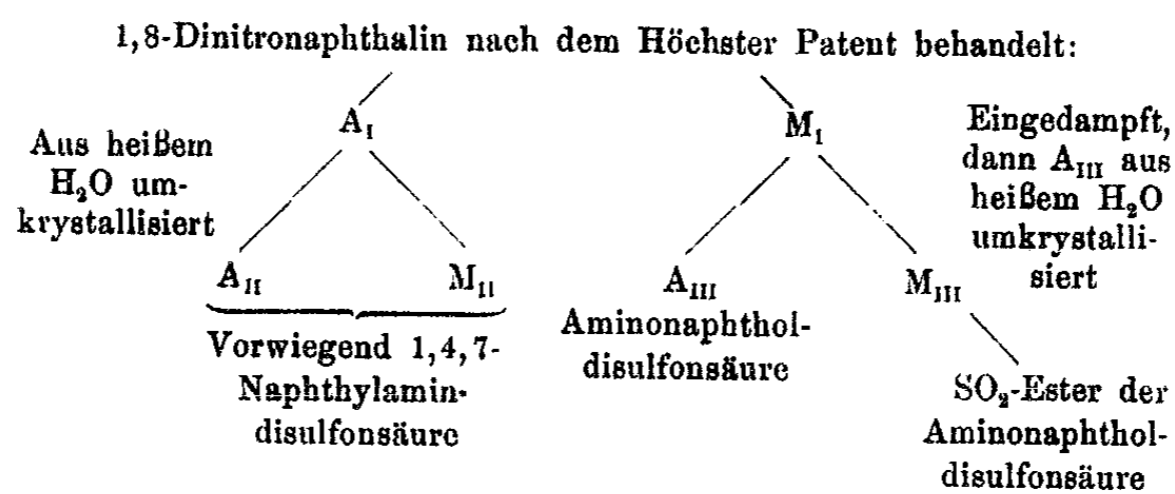 1,8-Dinitronaphthalin nach dem Höchster Patent behandelt:
A_I
M_I
Aus heißem
H₂O um-
krystallisiert
Eingedampft,
dann A_III aus
heißem H₂O
umkrystalli-
siert
A_II
M_II
A_III
M_III
Vorwiegend 1,4,7-
Naphthylamin-
disulfonsäure
Aminonaphthol-
disulfonsäure
SO₂-Ester der
Aminonaphthol-
disulfonsäure